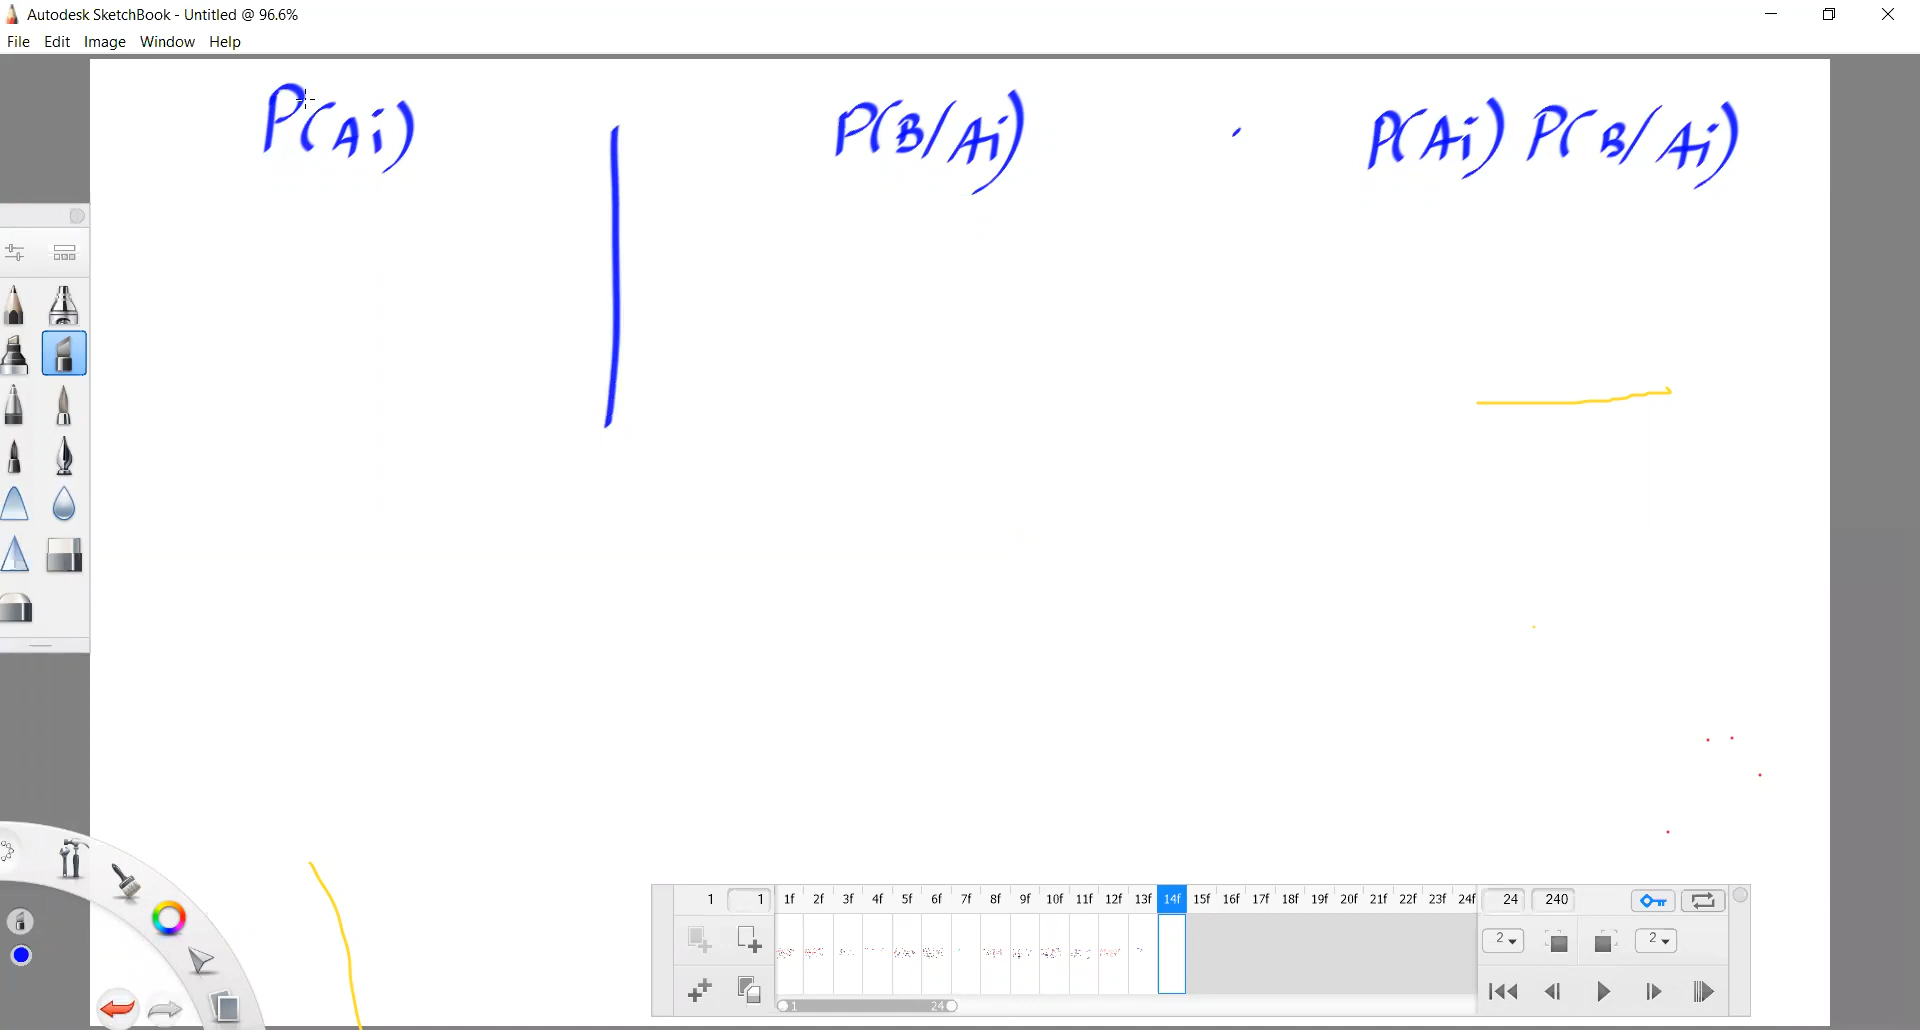 Autodesk SketchBook - Untitled @ 96.6%
File Edit Image Window Help
P(Ai) P(B/Ai) P(Ai) P(B/Ai)
1 1 1f 2f 3f 4f 5f 6f 7f 8f 9f 10f 11f 12f 13f 14f 15f 16f 17f 18f 19f 20f 21f 22f 23f 24f 24 240
2 2
1 24